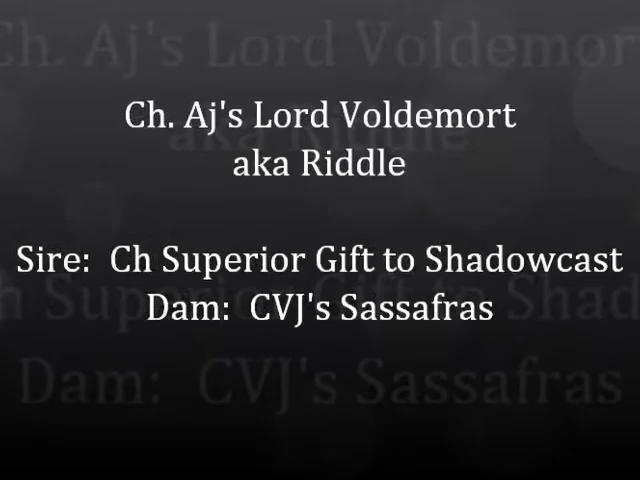 Ch. Aj's Lord Voldemort
aka Riddle
Sire: Ch Superior Gift to Shadowcast
Dam: CVJ's Sassafras